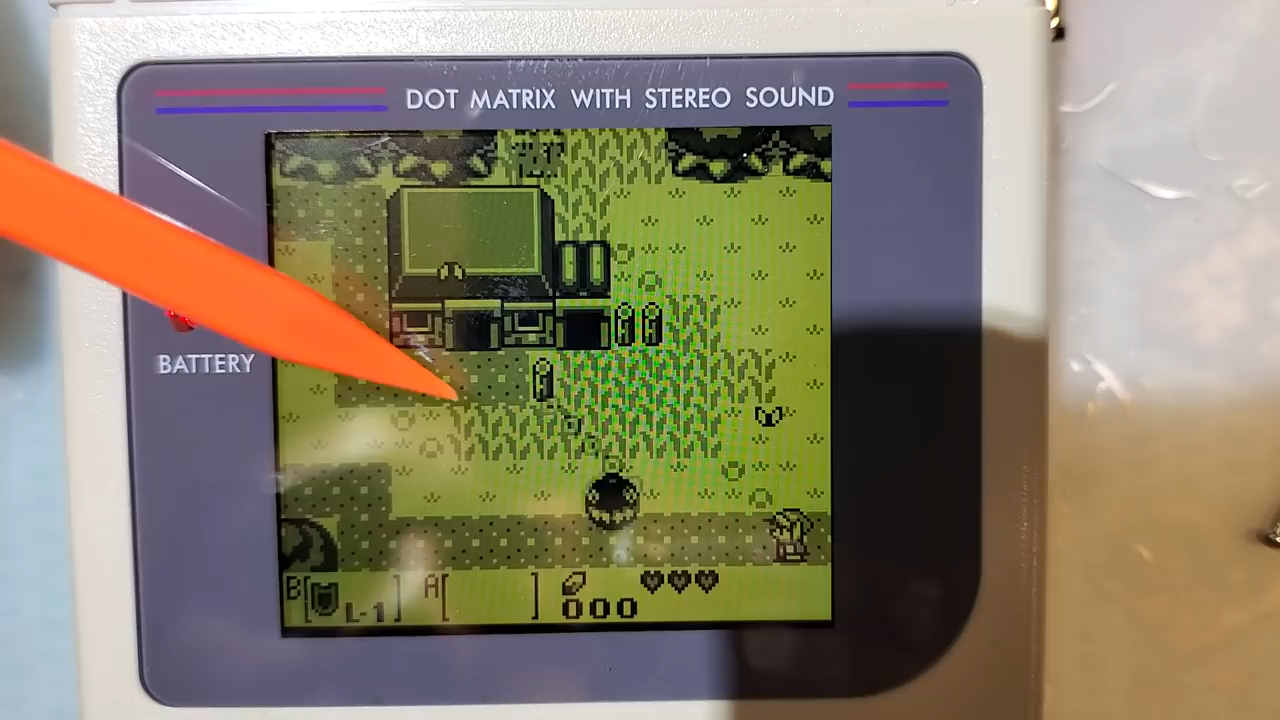 DOT MATRIX WITH STEREO SOUND
BATTERY
B[ L-1] A[ ] 000